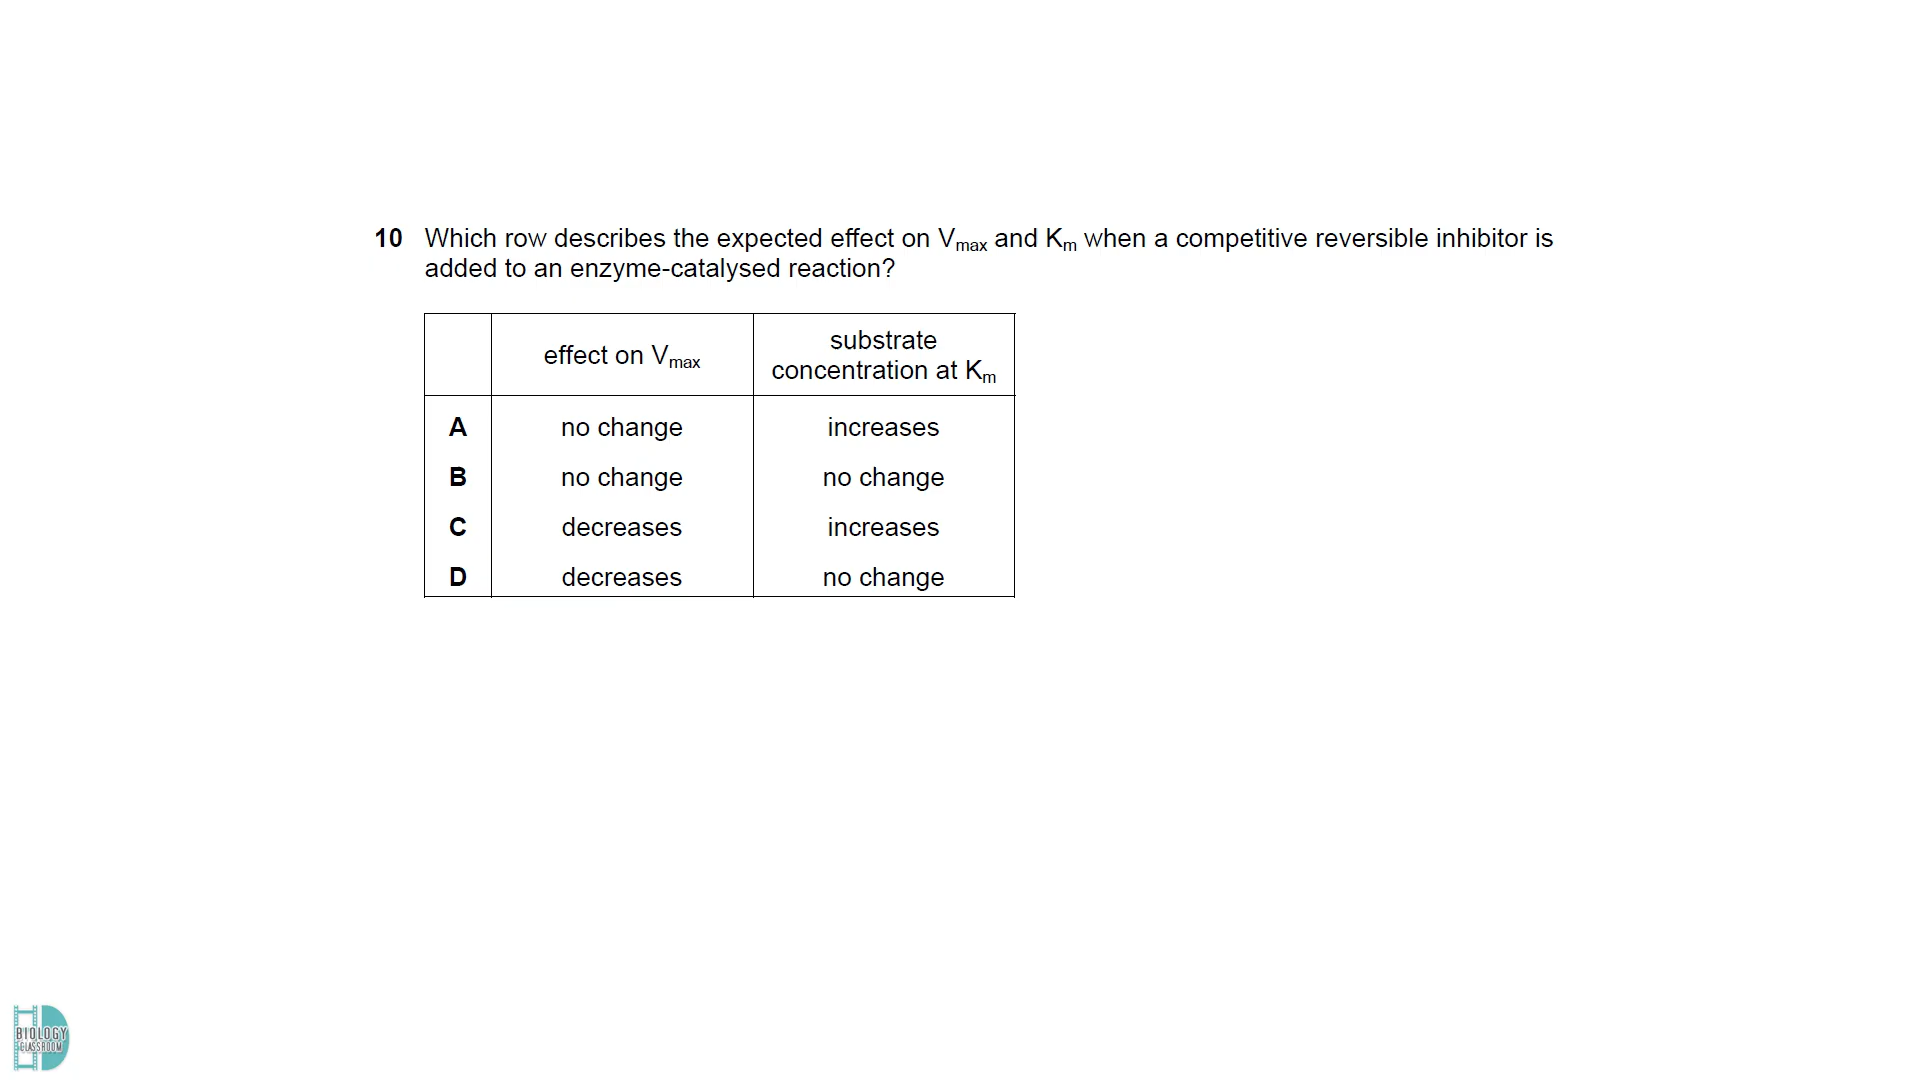 10 Which row describes the expected effect on Vmax and Km when a competitive reversible inhibitor is
added to an enzyme-catalysed reaction?
effect on Vmax
substrate
concentration at Km
A no change increases
B no change no change
C decreases increases
D decreases no change
BIOLOGY
CLASSROOM